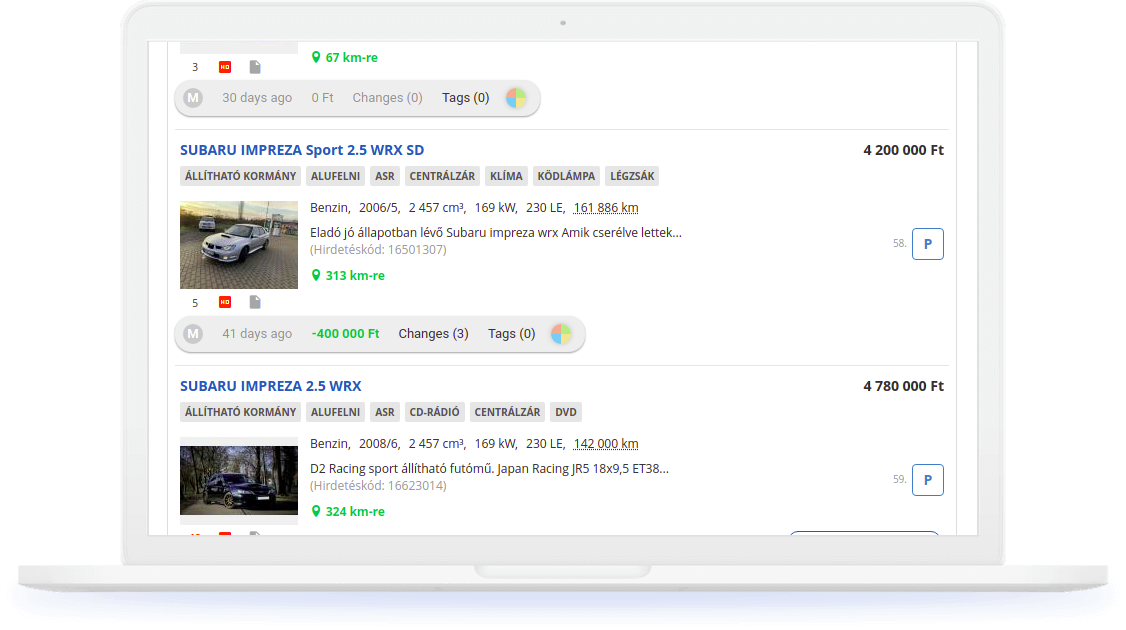 67 km-re
3 HD
M 30 days ago 0 Ft Changes (0) Tags (0)
SUBARU IMPREZA Sport 2.5 WRX SD 4 200 000 Ft
ÁLLÍTHATÓ KORMÁNY ALUFELNI ASR CENTRÁLZÁR KLÍMA KÖDLÁMPA LÉGZSÁK
Benzin, 2006/5, 2 457 cm³, 169 kW, 230 LE, 161 886 km
Eladó jó állapotban lévő Subaru impreza wrx Amik cserélve lettek...
58. P
(Hirdetéskód: 16501307)
313 km-re
5 HD
M 41 days ago -400 000 Ft Changes (3) Tags (0)
SUBARU IMPREZA 2.5 WRX 4 780 000 Ft
ÁLLÍTHATÓ KORMÁNY ALUFELNI ASR CD-RÁDIÓ CENTRÁLZÁR DVD
Benzin, 2008/6, 2 457 cm³, 169 kW, 230 LE, 142 000 km
D2 Racing sport állítható futómű. Japan Racing JR5 18x9,5 ET38...
59. P
(Hirdetéskód: 16623014)
324 km-re